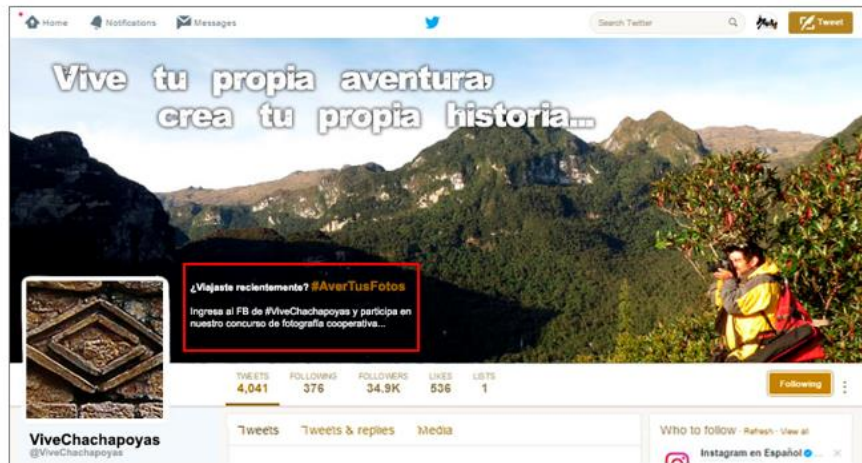 Home Notifications Messages Search Twitter Tweet
Vive tu propia aventura,
crea tu propia historia...
¿Viajaste recientemente? #AverTusFotos
Ingresa al FB de #ViveChachapoyas y participa en
nuestro concurso de fotografía cooperativa...
TWEETS FOLLOWING FOLLOWERS LIKES LISTS
4,041 376 34.9K 536 1
Following
ViveChachapoyas
@ViveChachapoyas
Tweets Tweets & replies Media
Who to follow · Refresh · View all
Instagram en Español